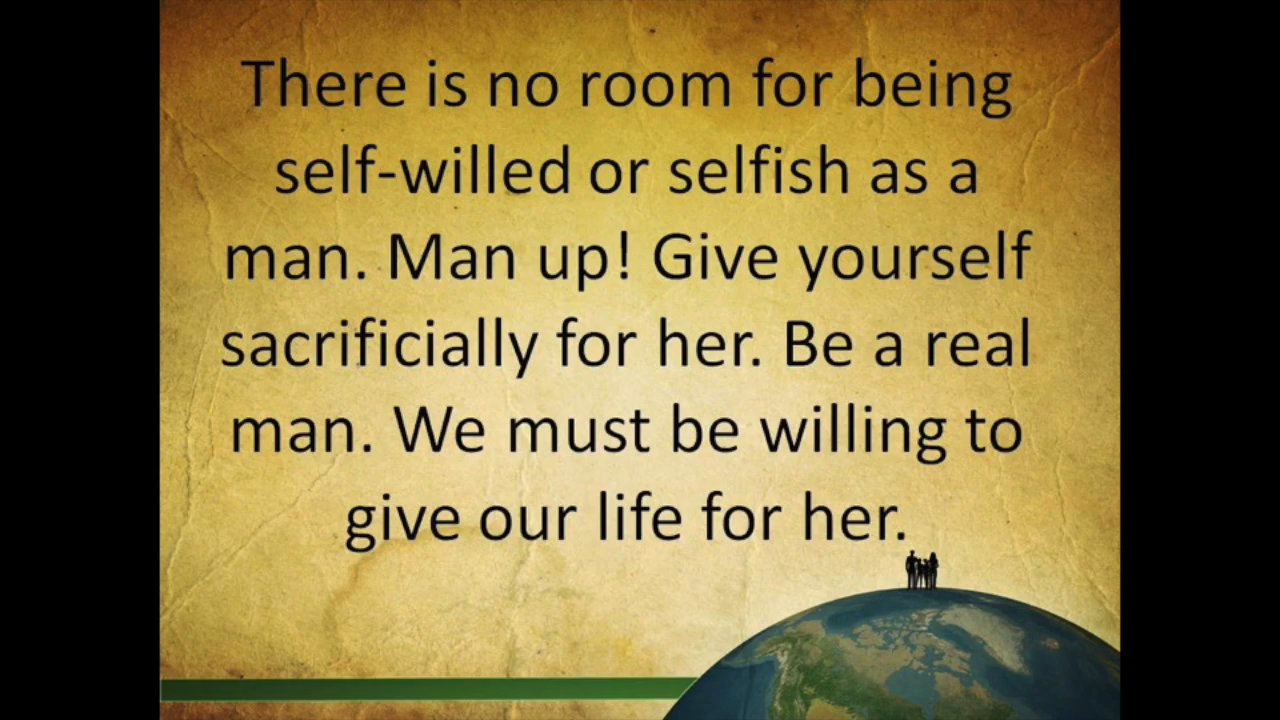 There is no room for being
self-willed or selfish as a
man. Man up! Give yourself
sacrificially for her. Be a real
man. We must be willing to
give our life for her.